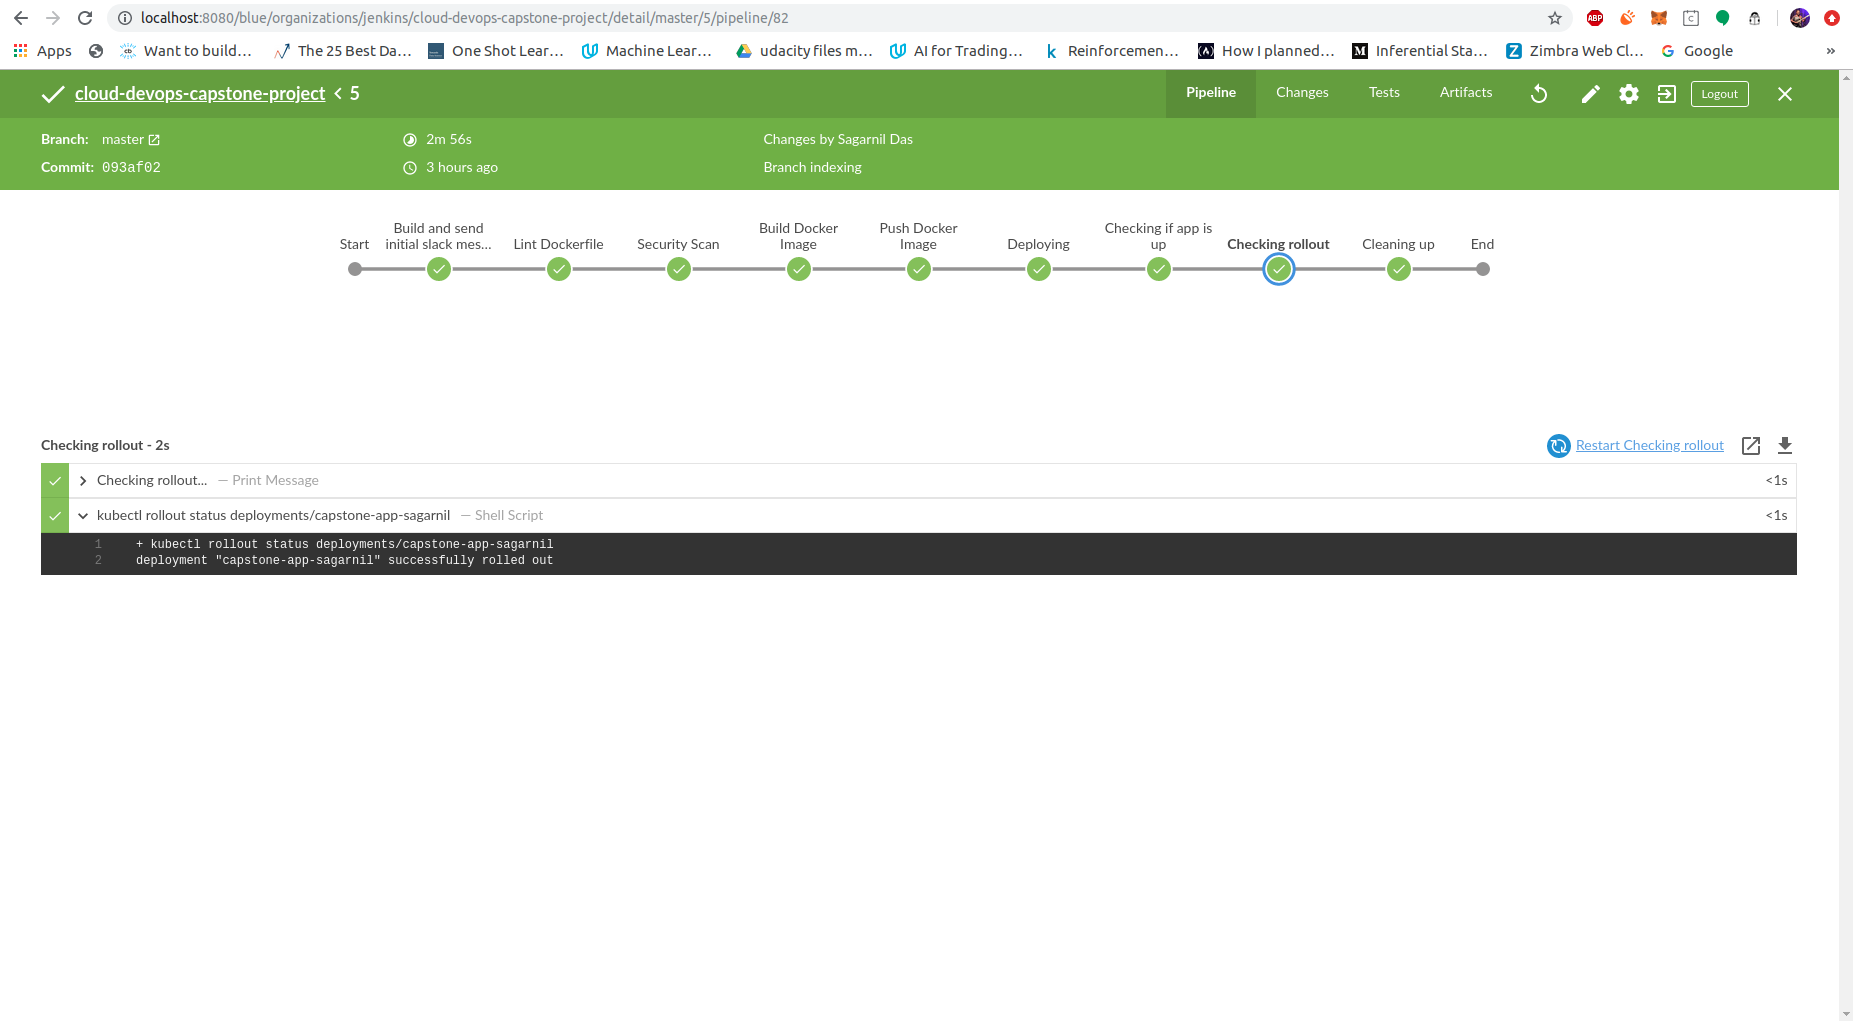 localhost:8080/blue/organizations/jenkins/cloud-devops-capstone-project/detail/master/5/pipeline/82
ABP
Apps Want to build... The 25 Best Da... One Shot Lear... Machine Lear... udacity files m... AI for Trading... k Reinforcemen... How I planned... M Inferential Sta... Z Zimbra Web Cl... G Google »
cloud-devops-capstone-project < 5 Pipeline Changes Tests Artifacts Logout
Branch: master 2m 56s Changes by Sagarnil Das
Commit: 093af02 3 hours ago Branch indexing
Start Build and send initial slack mes... Lint Dockerfile Security Scan Build Docker Image Push Docker Image Deploying Checking if app is up Checking rollout Cleaning up End
Checking rollout - 2s Restart Checking rollout
Checking rollout... — Print Message <1s
kubectl rollout status deployments/capstone-app-sagarnil — Shell Script <1s
1 + kubectl rollout status deployments/capstone-app-sagarnil
2 deployment "capstone-app-sagarnil" successfully rolled out